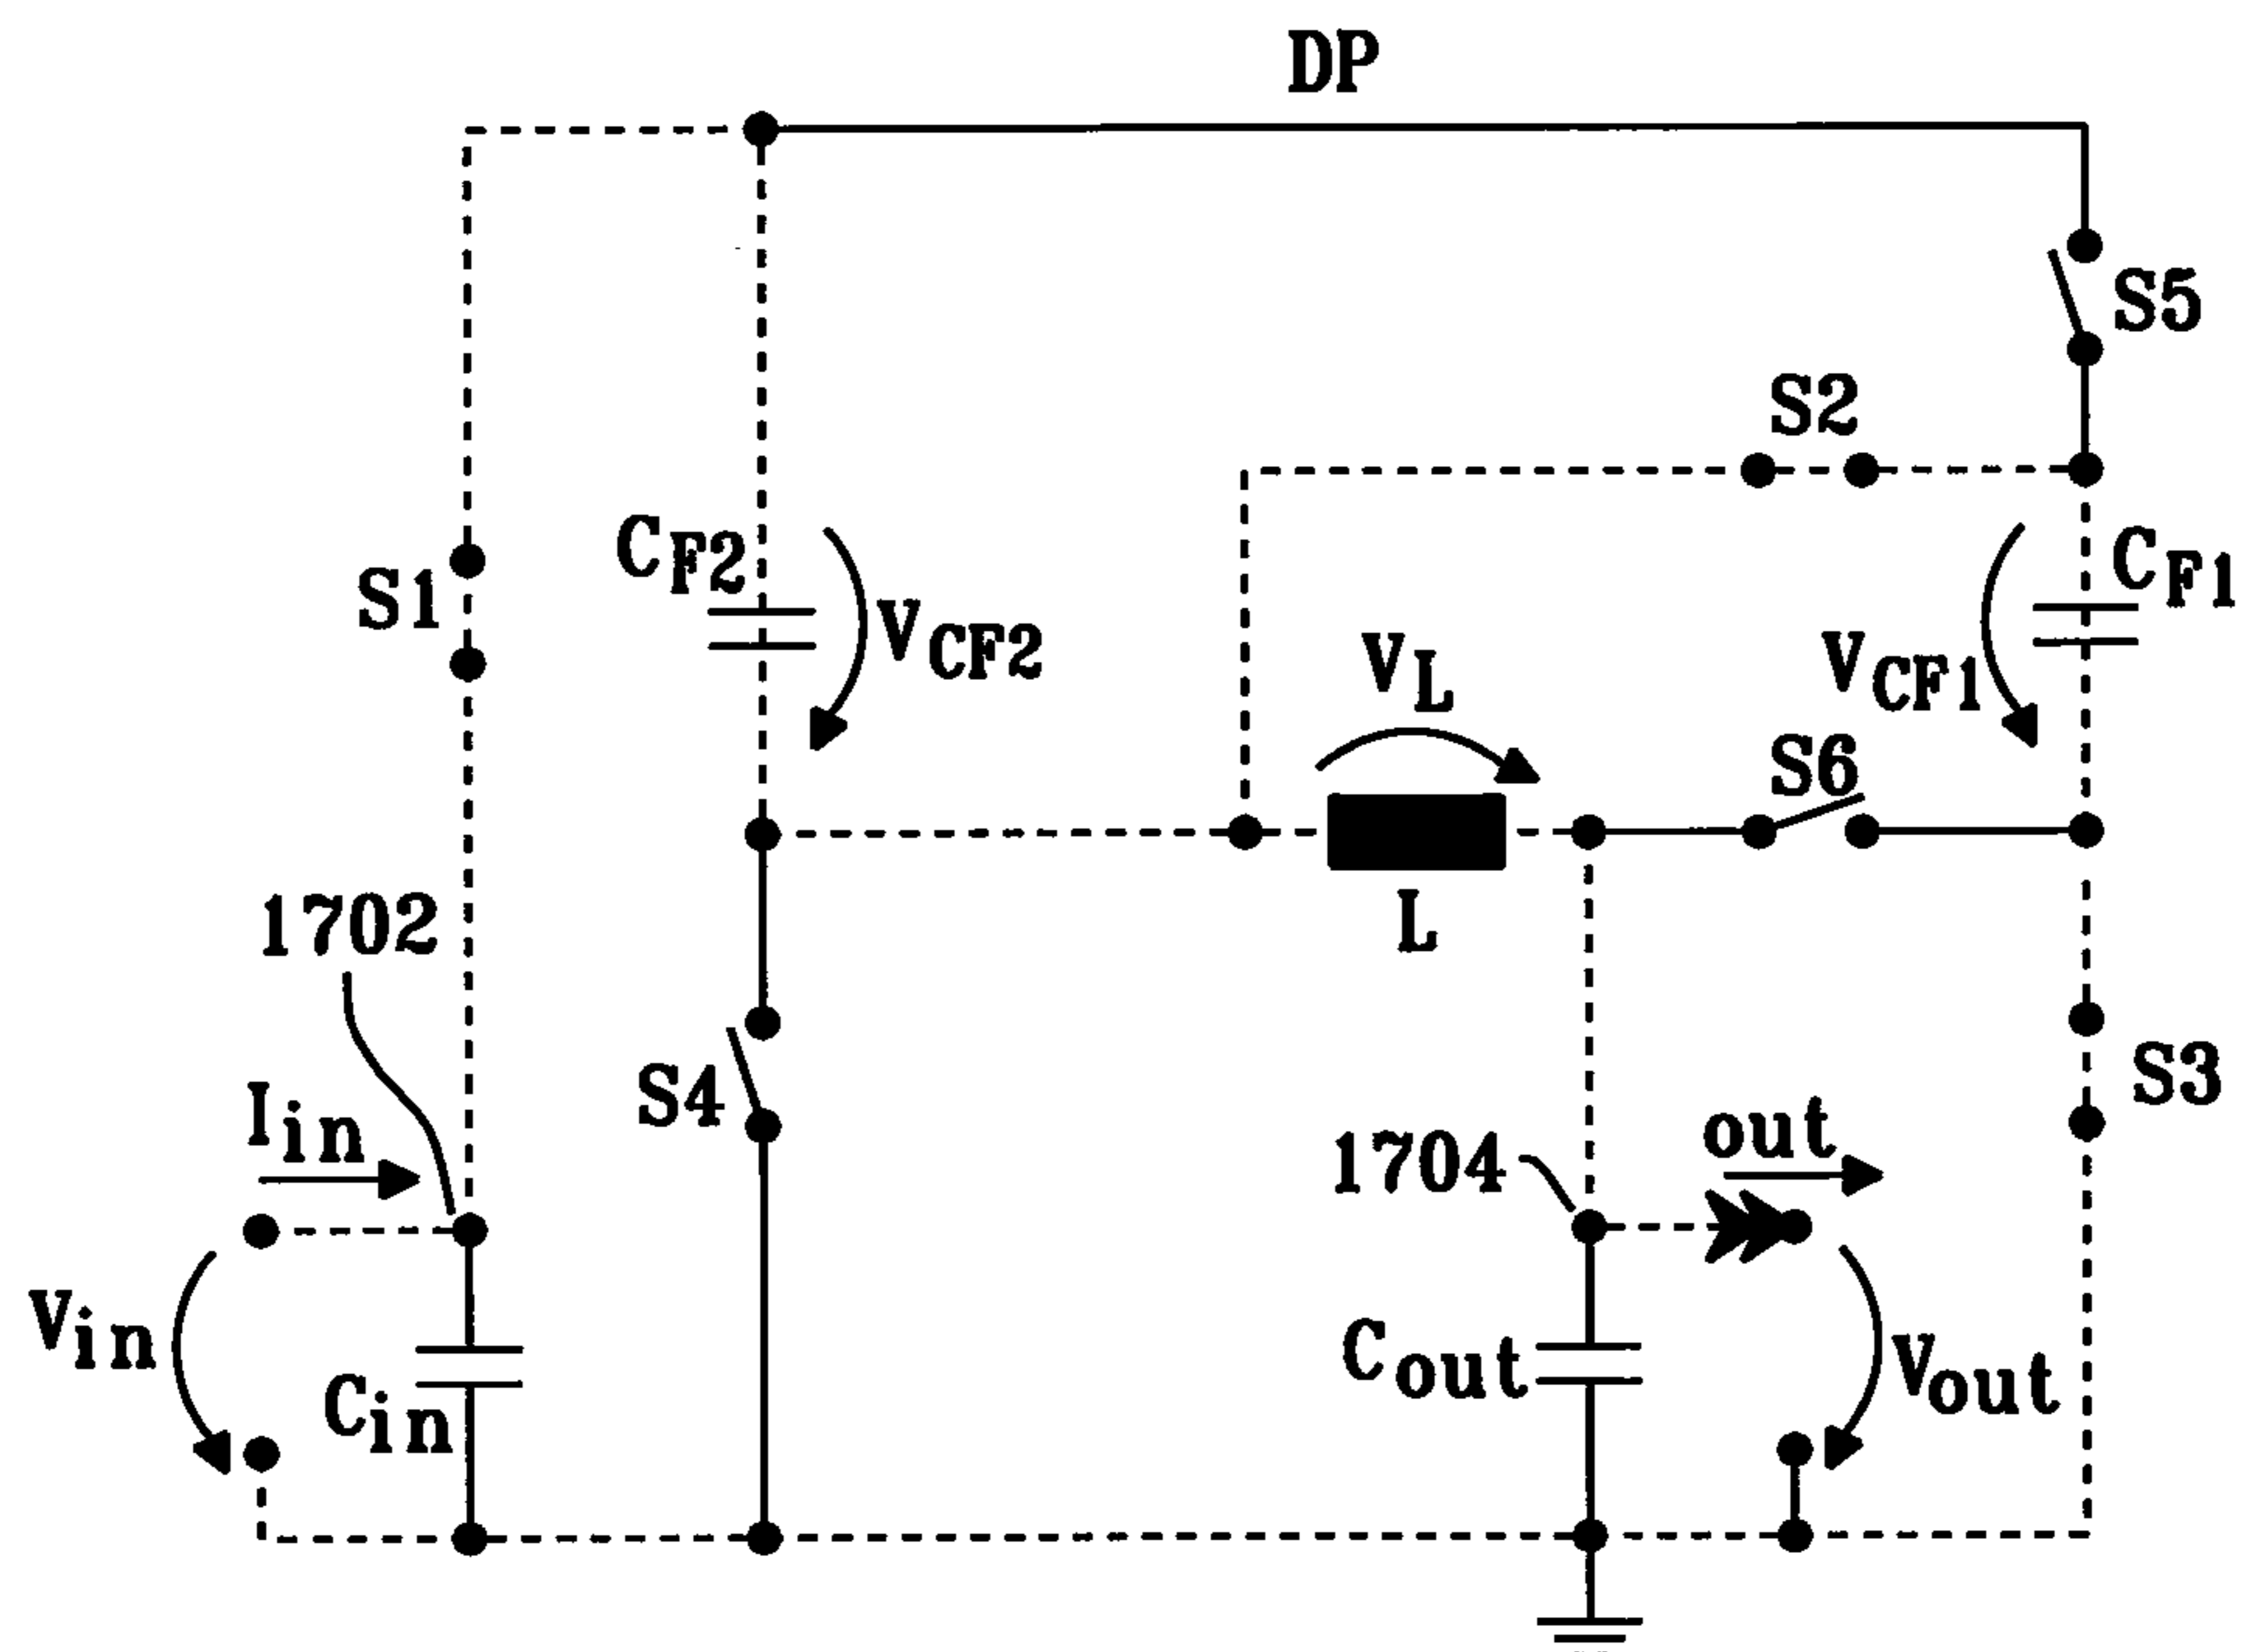 DP
S5
S2
CF2
CF1
S1
VCF2
VL
VCF1
S6
1702
L
Iin
S4
S3
out
1704
Vin
Cin
Cout
Vout